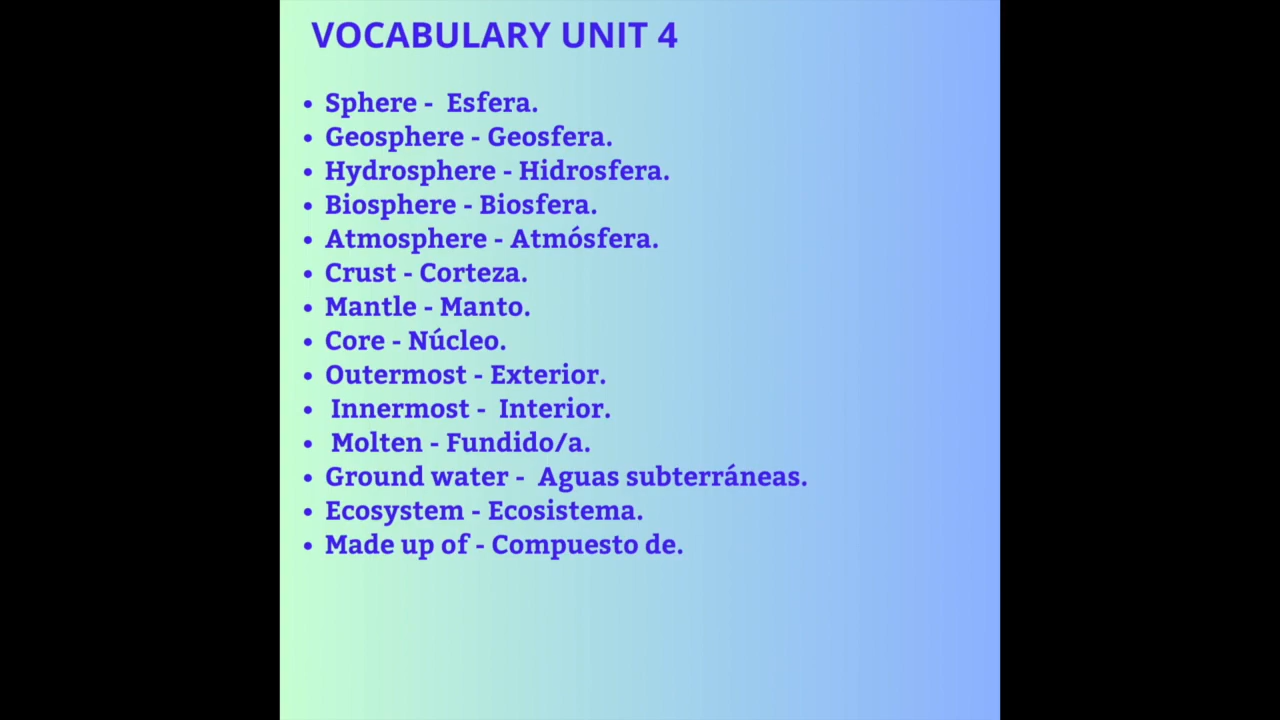 VOCABULARY UNIT 4
• Sphere -  Esfera.
• Geosphere - Geosfera.
• Hydrosphere - Hidrosfera.
• Biosphere - Biosfera.
• Atmosphere - Atmósfera.
• Crust - Corteza.
• Mantle - Manto.
• Core - Núcleo.
• Outermost - Exterior.
• Innermost -  Interior.
• Molten - Fundido/a.
• Ground water -  Aguas subterráneas.
• Ecosystem - Ecosistema.
• Made up of - Compuesto de.